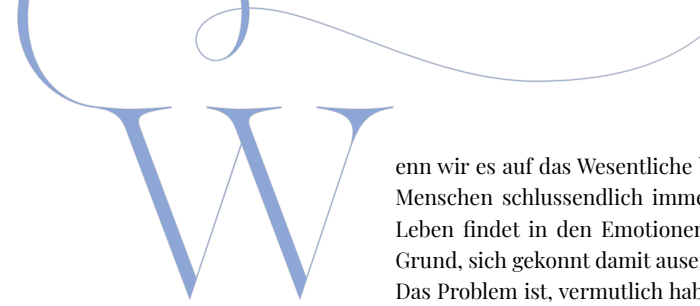 Wenn wir es auf das Wesentliche
Menschen schlussendlich imme
Leben findet in den Emotionen
Grund, sich gekonnt damit ause
Das Problem ist, vermutlich hab